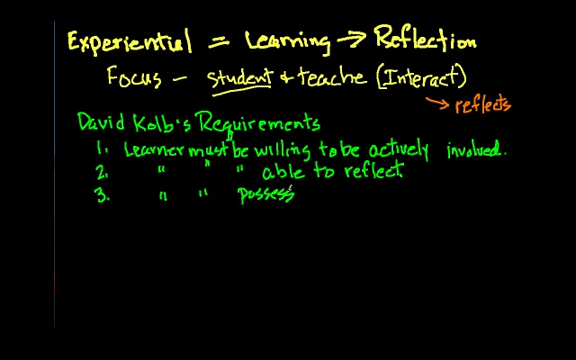 Experiential = Learning → Reflection
Focus - student & teache (Interact)
→ reflects
David Kolb's Requirements
1. Learner must be willing to be actively involved.
2. " " " able to reflect.
3. " " possess